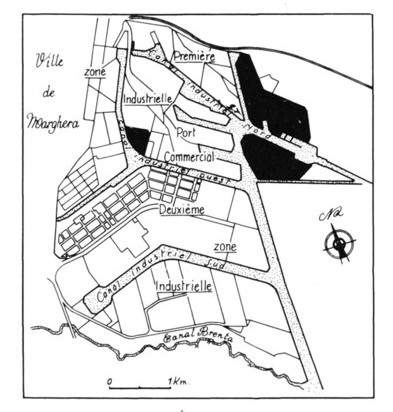 Ville
de
Marghera
zone
Première
Industrielle
Canal Industriel Nord
Port
Commercial
Canal Industriel Ouest
Deuxième
zone
Canal Industriel Sud
Industrielle
Canal Brenta
0 1 Km.